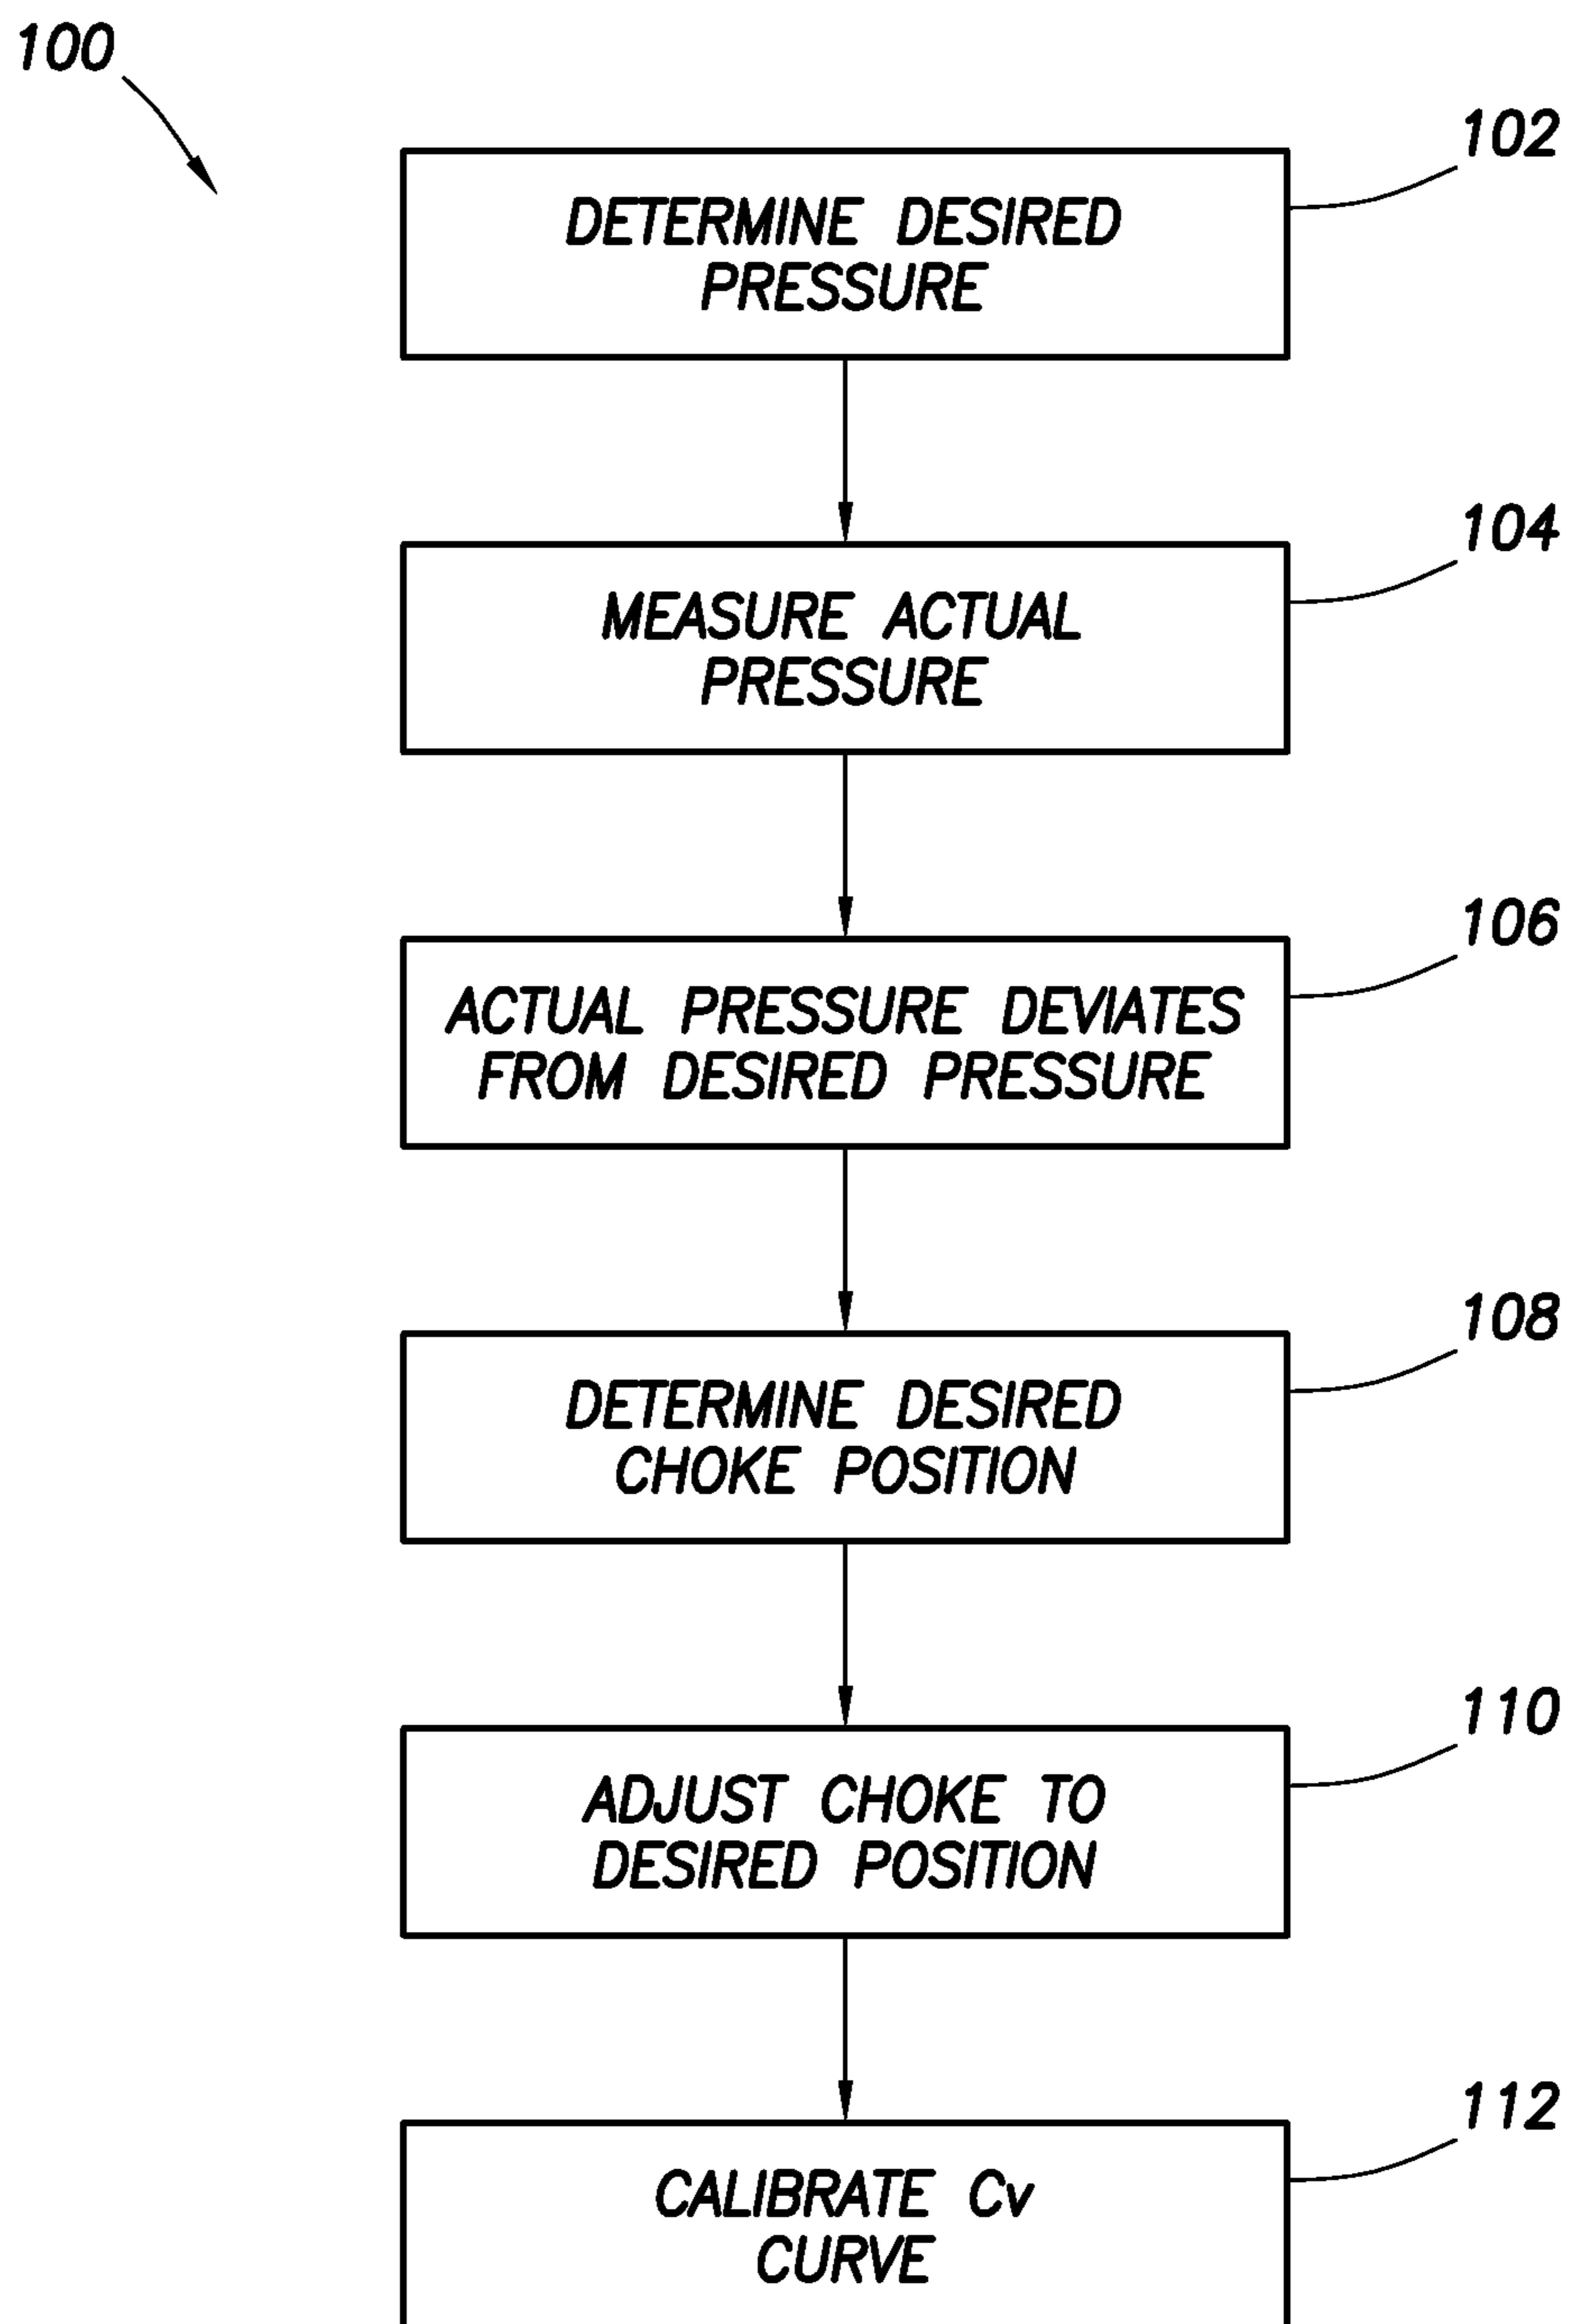 100
102
DETERMINE DESIRED
PRESSURE
104
MEASURE ACTUAL
PRESSURE
106
ACTUAL PRESSURE DEVIATES
FROM DESIRED PRESSURE
108
DETERMINE DESIRED
CHOKE POSITION
110
ADJUST CHOKE TO
DESIRED POSITION
112
CALIBRATE Cv
CURVE